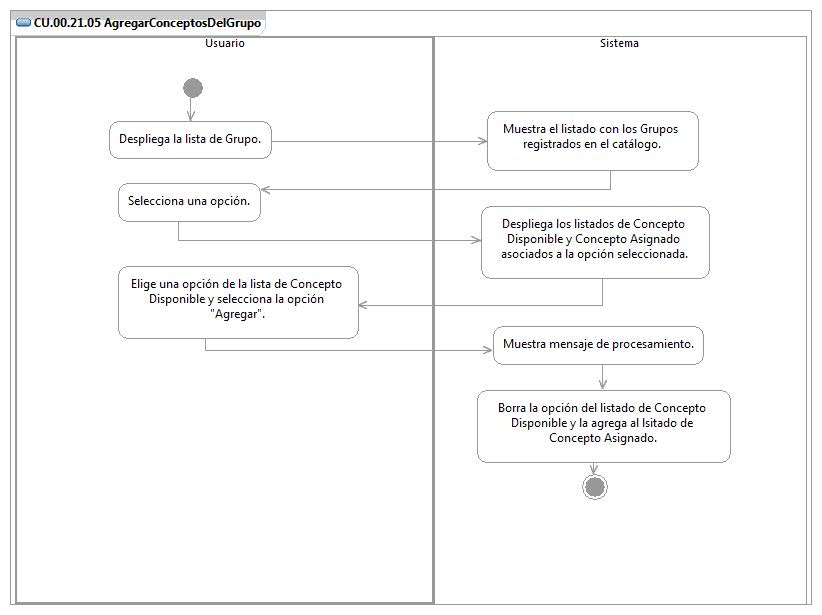 CU.00.21.05 AgregarConceptosDelGrupo
Usuario
Sistema
Despliega la lista de Grupo.
Muestra el listado con los Grupos
registrados en el catálogo.
Selecciona una opción.
Despliega los listados de Concepto
Disponible y Concepto Asignado
asociados a la opción seleccionada.
Elige una opción de la lista de Concepto
Disponible y selecciona la opción
"Agregar".
Muestra mensaje de procesamiento.
Borra la opción del listado de Concepto
Disponible y la agrega al lsitado de
Concepto Asignado.